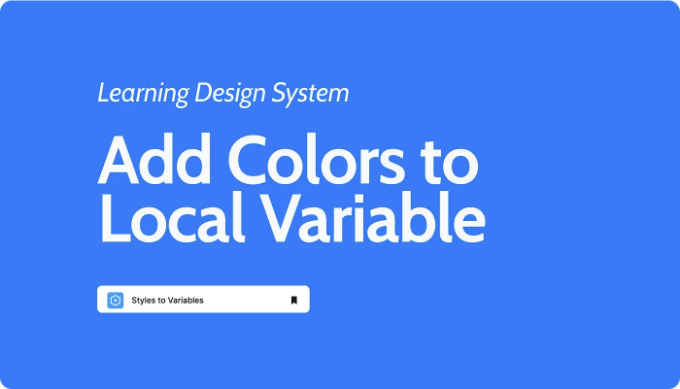 Learning Design System
Add Colors to
Local Variable
Styles to Variables